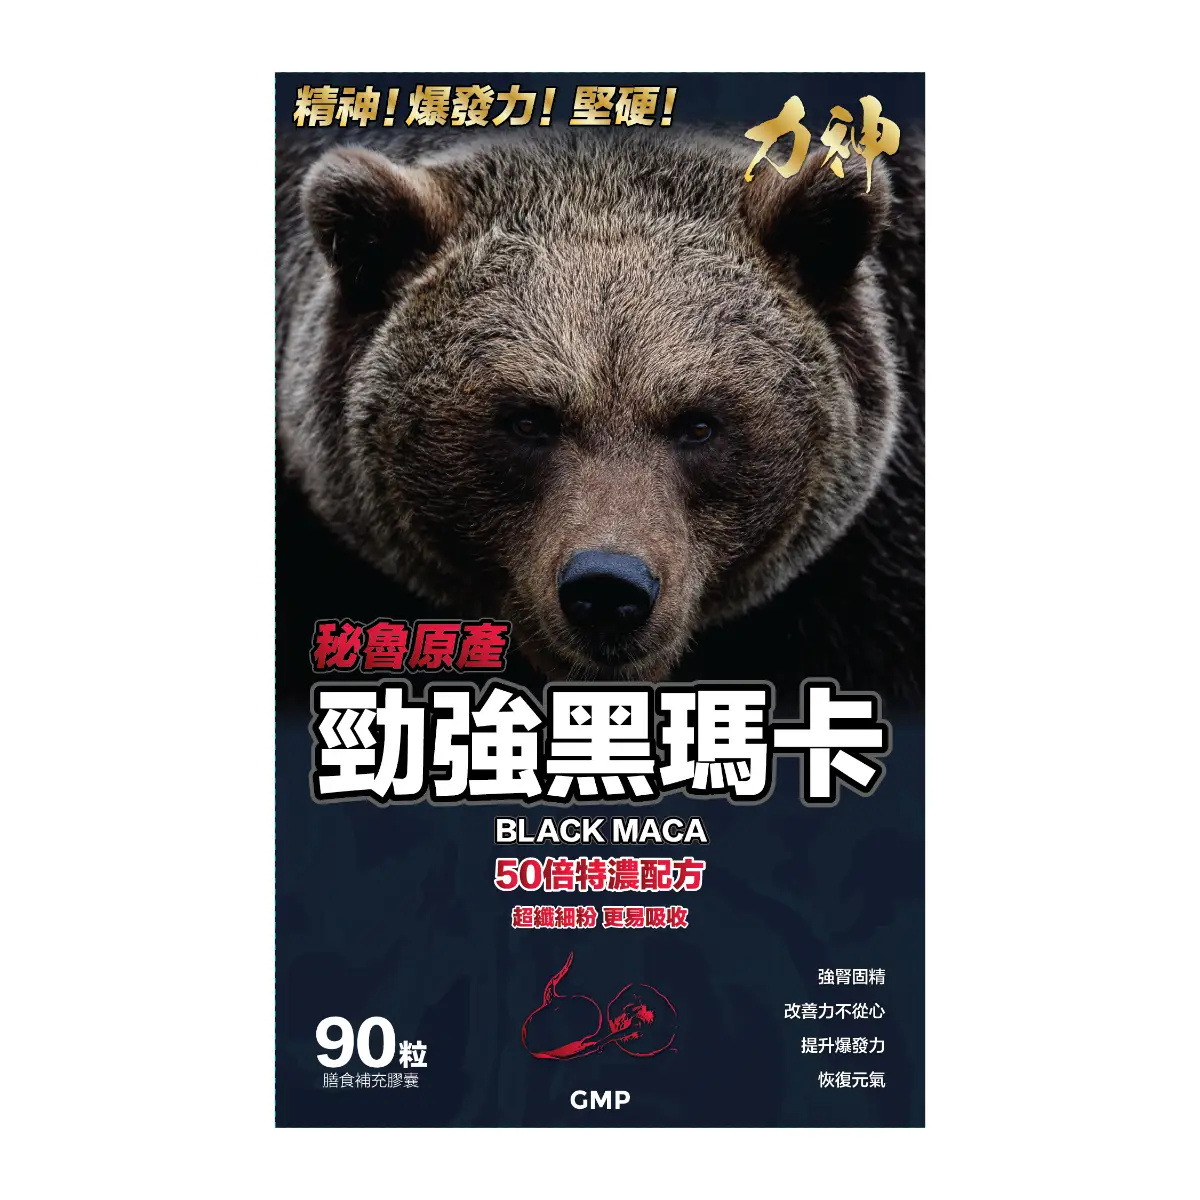 精神！爆發力！堅硬！
力神
秘魯原產
勁強黑瑪卡
BLACK MACA
50倍特濃配方
超纖細粉 更易吸收
強腎固精
改善力不從心
提升爆發力
恢復元氣
90粒
膳食補充膠囊
GMP